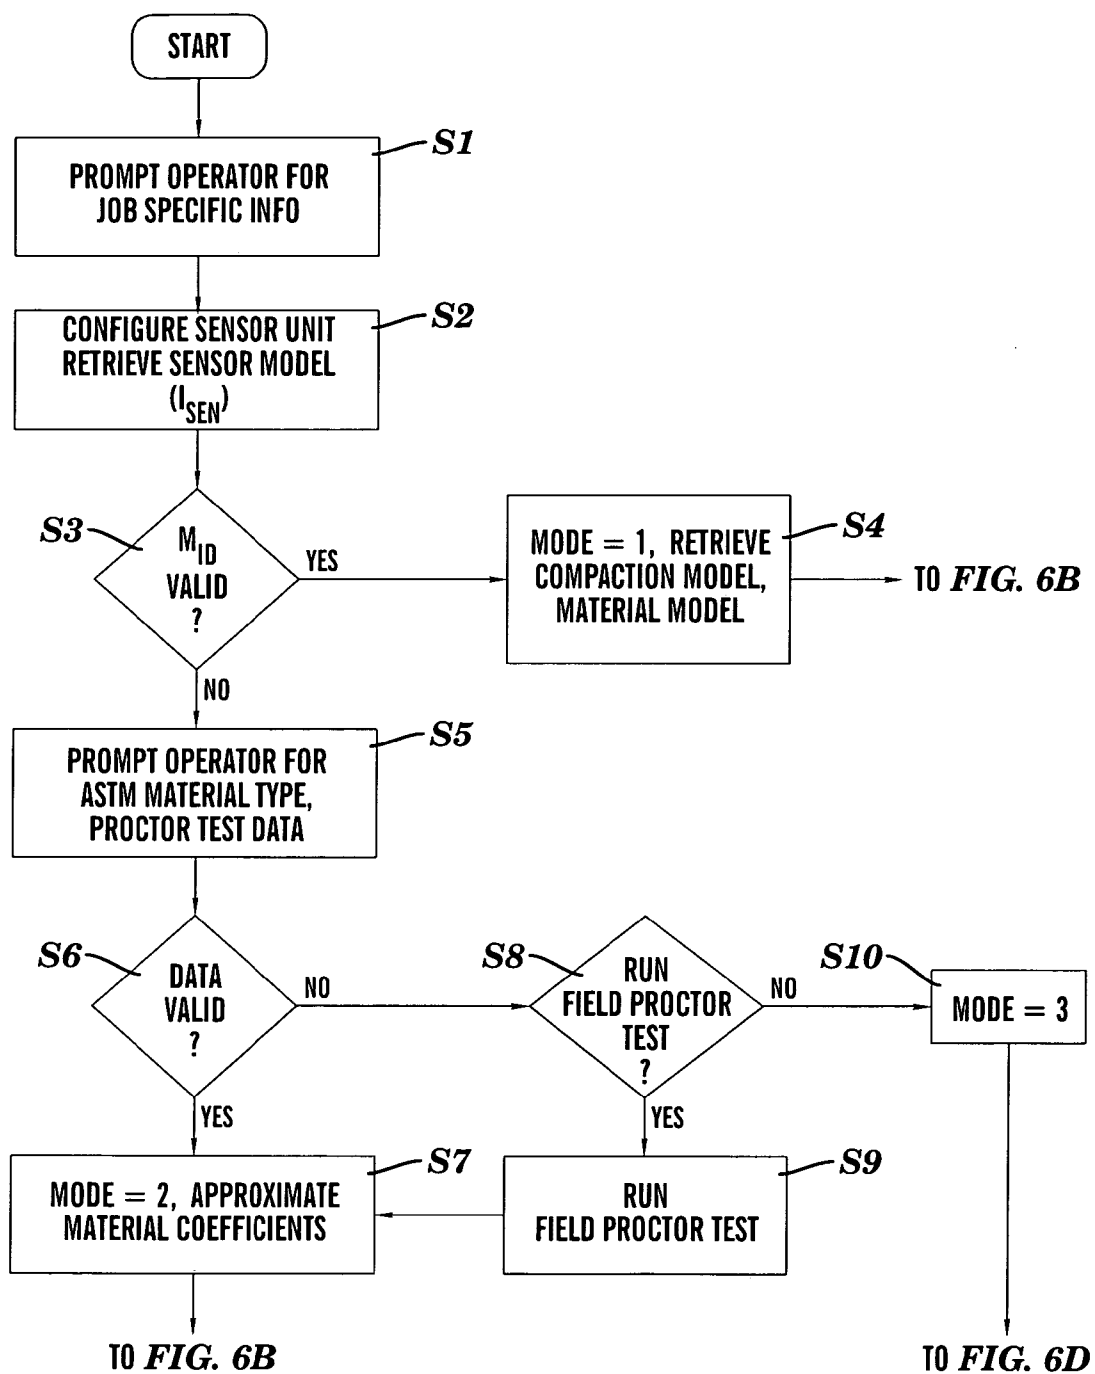 START
S1
PROMPT OPERATOR FOR
JOB SPECIFIC INFO
S2
CONFIGURE SENSOR UNIT
RETRIEVE SENSOR MODEL
(I_SEN)
S3
M_ID
VALID
?
YES
S4
MODE = 1, RETRIEVE
COMPACTION MODEL,
MATERIAL MODEL
TO FIG. 6B
NO
S5
PROMPT OPERATOR FOR
ASTM MATERIAL TYPE,
PROCTOR TEST DATA
S6
DATA
VALID
?
NO
S8
RUN
FIELD PROCTOR
TEST
?
NO
S10
MODE = 3
YES
YES
S7
MODE = 2, APPROXIMATE
MATERIAL COEFFICIENTS
S9
RUN
FIELD PROCTOR TEST
TO FIG. 6B
TO FIG. 6D